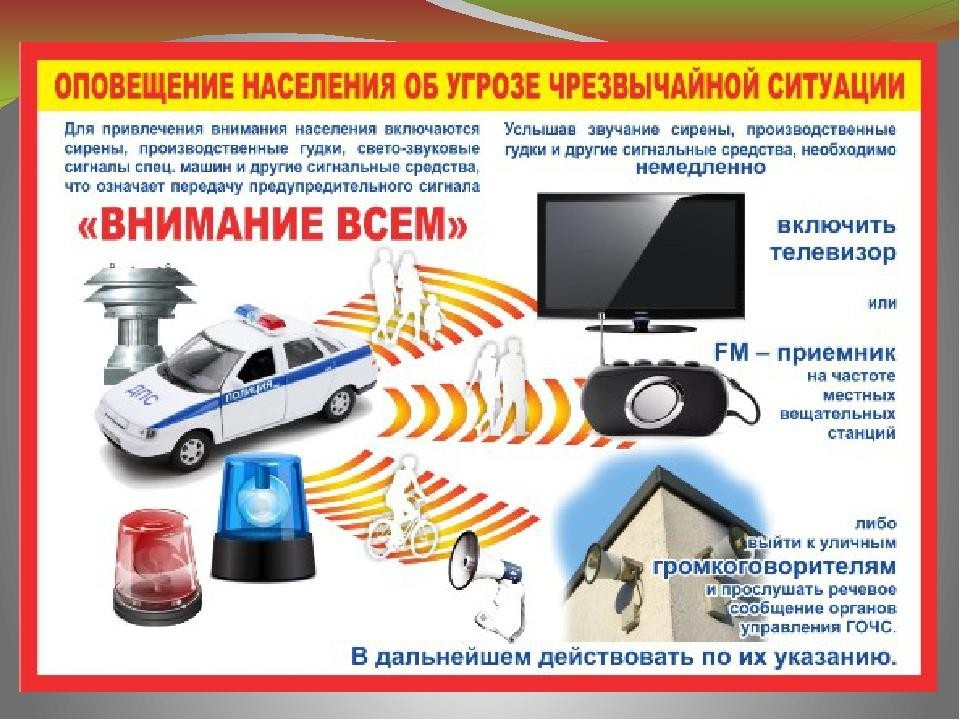 ОПОВЕЩЕНИЕ НАСЕЛЕНИЯ ОБ УГРОЗЕ ЧРЕЗВЫЧАЙНОЙ СИТУАЦИИ
Для привлечения внимания населения включаются
сирены, производственные гудки, свето-звуковые
сигналы спец. машин и другие сигнальные средства,
что означает передачу предупредительного сигнала
«ВНИМАНИЕ ВСЕМ»
Услышав звучание сирены, производственные
гудки и другие сигнальные средства, необходимо
немедленно
включить
телевизор
или
FM – приемник
на частоте
местных
вещательных
станций
ДПС
ПОЛИЦИЯ
либо
выйти к уличным
громкоговорителям
и прослушать речевое
сообщение органов
управления ГОЧС.
В дальнейшем действовать по их указанию.